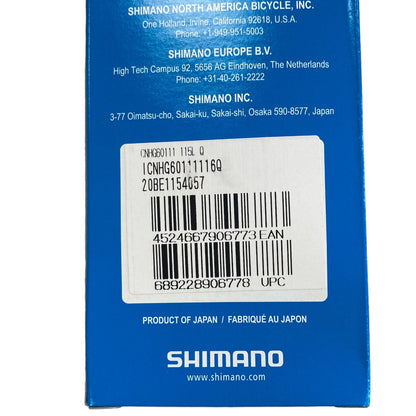 SHIMANO NORTH AMERICA BICYCLE, INC.
One Holland, Irvine, California 92618, U.S.A.
Phone: +1-949-951-5003
SHIMANO EUROPE B.V.
High Tech Campus 92, 5656 AG Eindhoven, The Netherlands
Phone: +31-40-261-2222
SHIMANO INC.
3-77 Oimatsu-cho, Sakai-ku, Sakai-shi, Osaka 590-8577, Japan
CNHG60111 115L Q
ICNHG60111116Q
20BE1154057
4524667906773 EAN
689228906778 UPC
PRODUCT OF JAPAN / FABRIQUÉ AU JAPON
SHIMANO
www.shimano.com